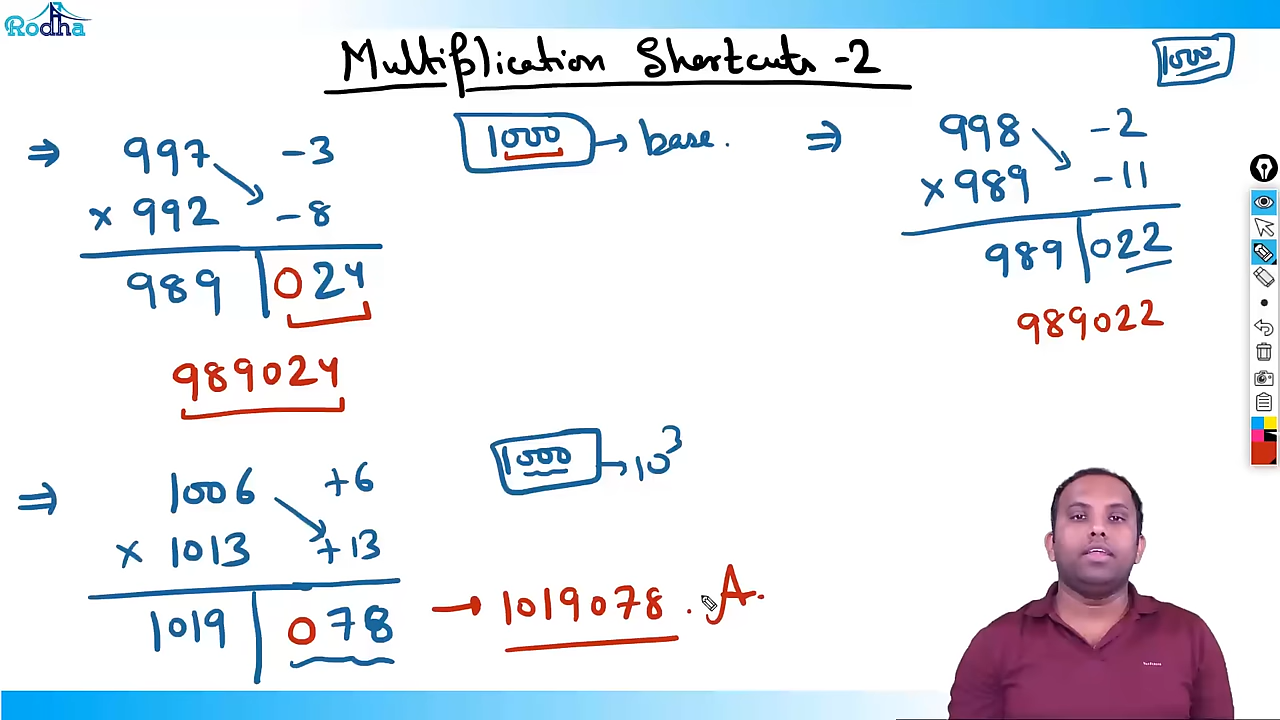 Rodha
Multiplication Shortcuts -2
1000
⇒ 997 -3
× 992 -8
989 | 024
989024
1000 → base.
⇒ 998 -2
× 989 -11
989 | 022
989022
⇒ 1006 +6
× 1013 +13
1019 | 078
→ 1019078. A.
1000 → 10³